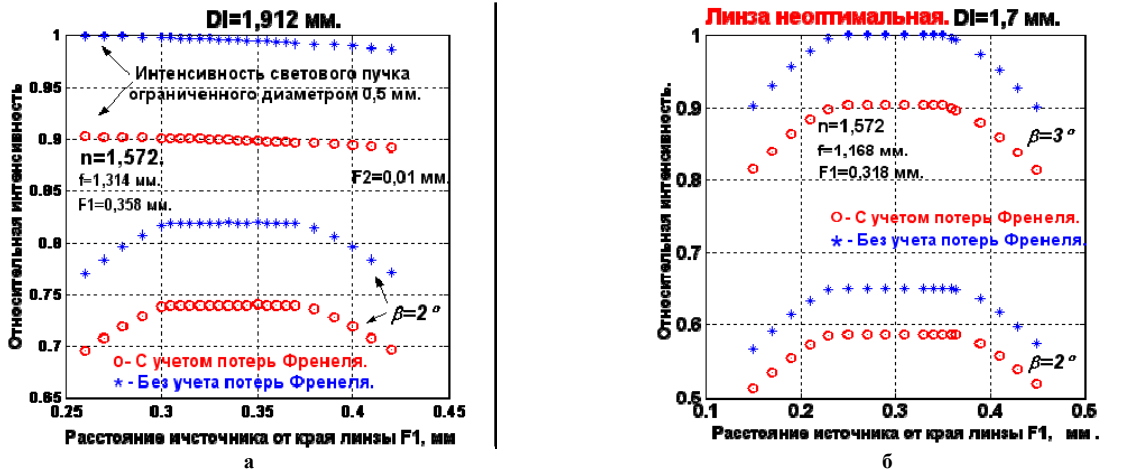 а
DI=1,912 мм.
1
0.95
0.9
0.85
0.8
0.75
0.7
0.65
Относительная интенсивность
Интенсивность светового пучка
ограниченного диаметром 0,5 мм.
n=1,572.
f=1,314 мм.
F1=0,358 мм.
F2=0,01 мм.
β=2 º
o- С учетом потерь Френеля.
* - Без учета потерь Френеля.
0.25
0.3
0.35
0.4
0.45
Расстояние ичсточника от края линзы F1, мм
а
б
Линза неоптимальная. DI=1,7 мм.
1
0.9
0.8
0.7
0.6
0.5
Относительная интенсивность.
n=1,572
f=1,168 мм.
F1=0,318 мм.
β=3 º
o - С учетом потерь Френеля.
* - Без учета потерь Френеля.
β=2 º
0.1
0.2
0.3
0.4
0.5
Расстояние источника от края линзы F1, мм .
б